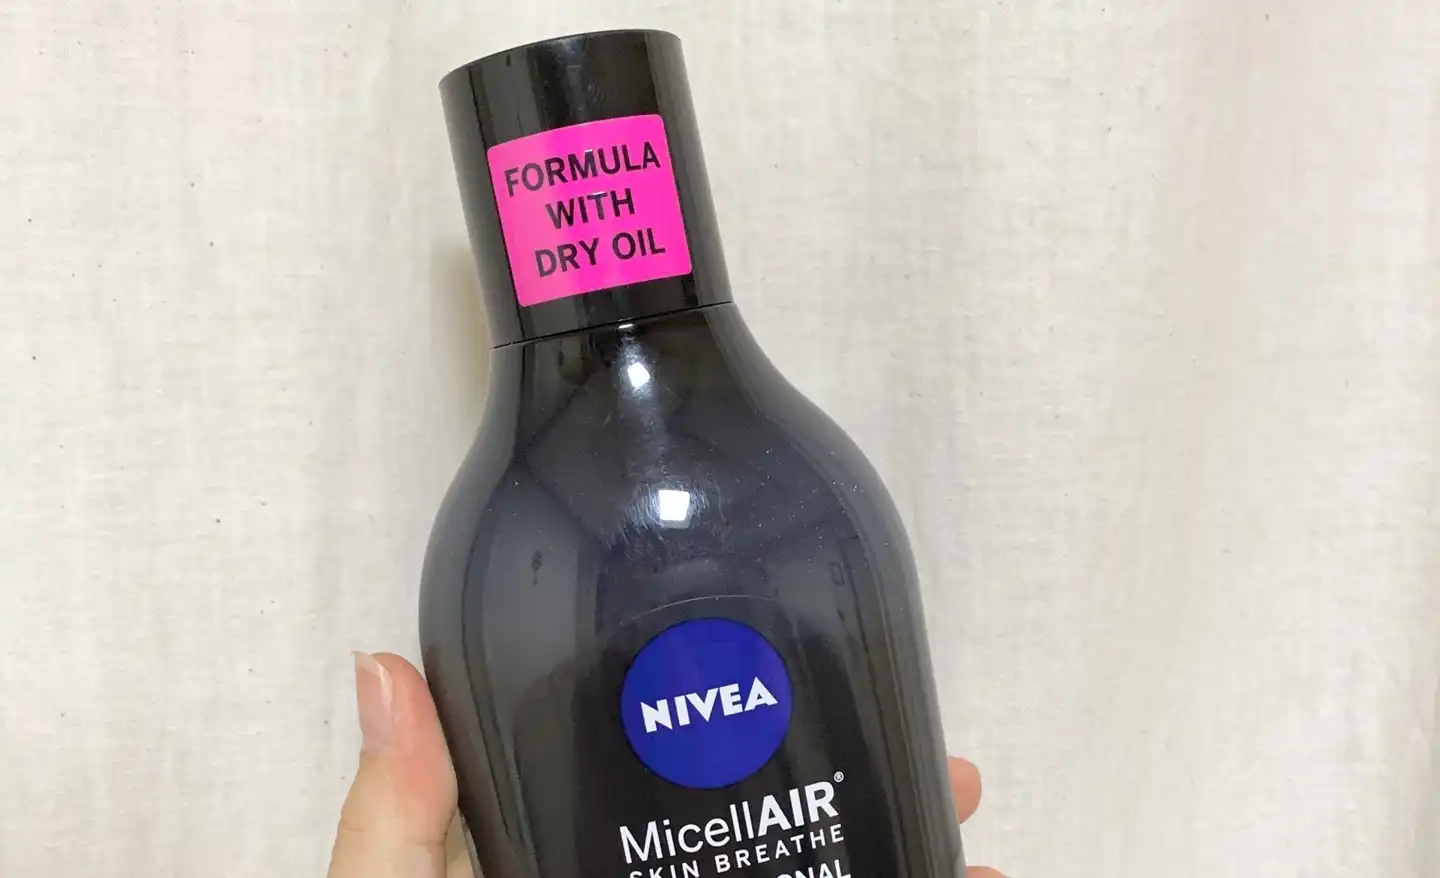 FORMULA
WITH
DRY OIL
NIVEA
MicellAIR®
SKIN BREATHE